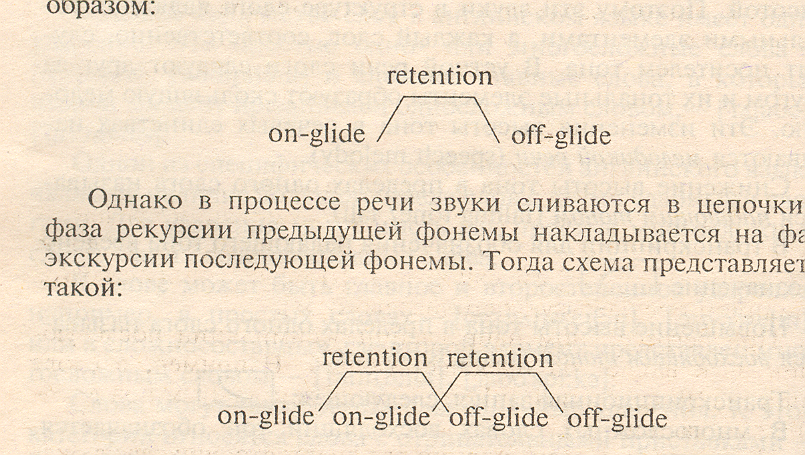 образом:
retention
on-glide off-glide
Однако в процессе речи звуки сливаются в цепочки
фаза рекурсии предыдущей фонемы накладывается на фа
экскурсии последующей фонемы. Тогда схема представляет
такой:
retention retention
on-glide on-glide off-glide off-glide